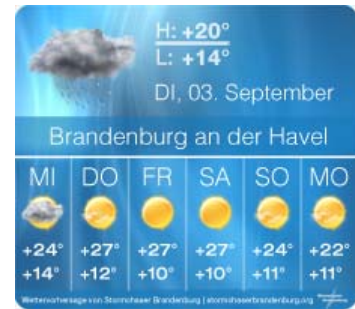 H: +20°
L: +14°
DI, 03. September
Brandenburg an der Havel
MI DO FR SA SO MO
+24° +27° +27° +27° +24° +22°
+14° +12° +10° +10° +11° +11°
Wettervorhersage von Stormchaser Brandenburg | stormchaserbrandenburg.org